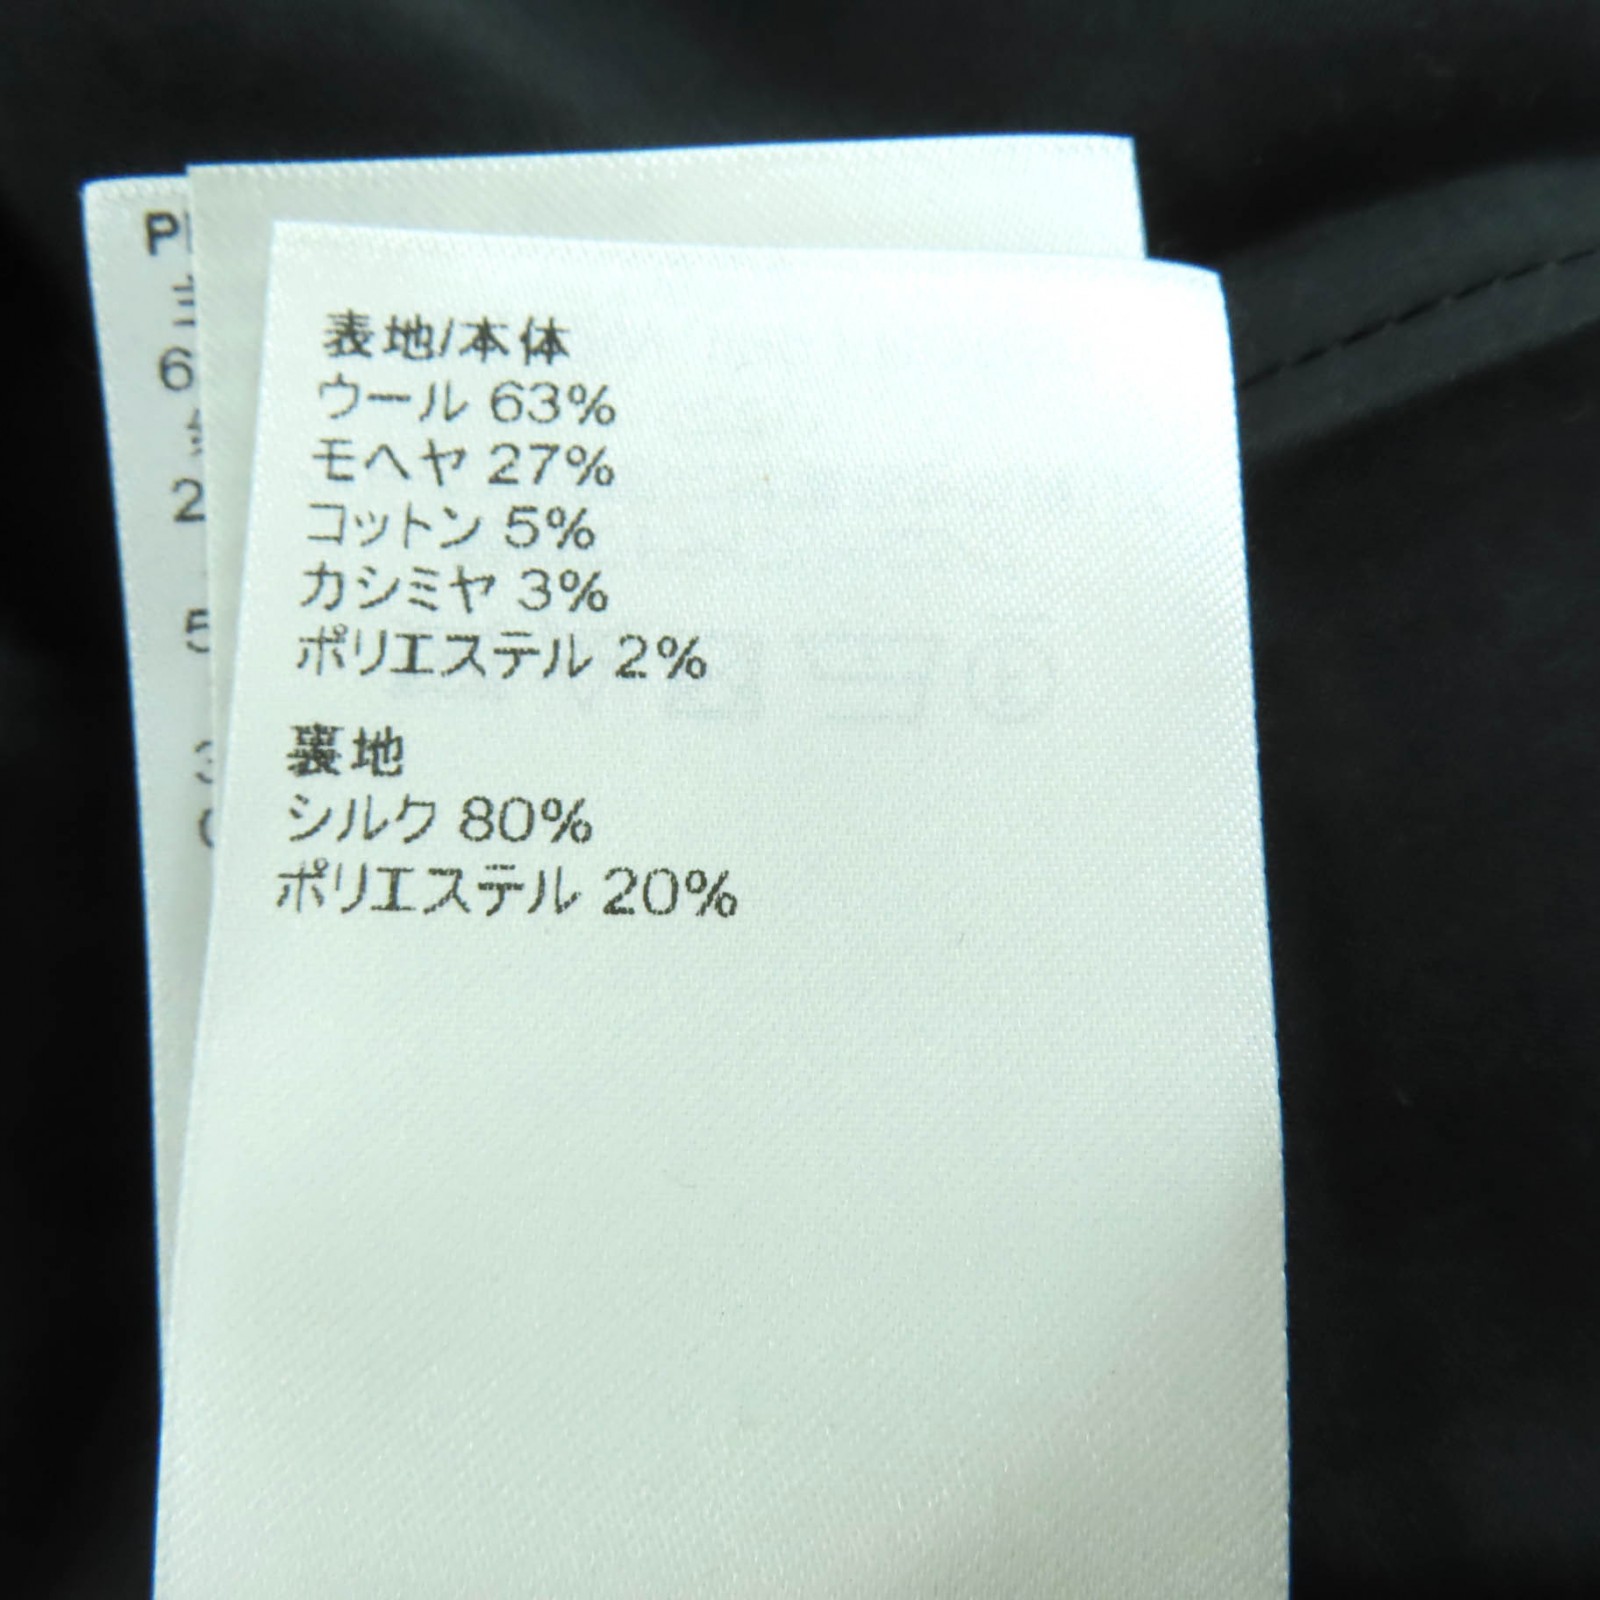 表地/本体
ウール 63%
モヘヤ 27%
コットン 5%
カシミヤ 3%
ポリエステル 2%
裏地
シルク 80%
ポリエステル 20%